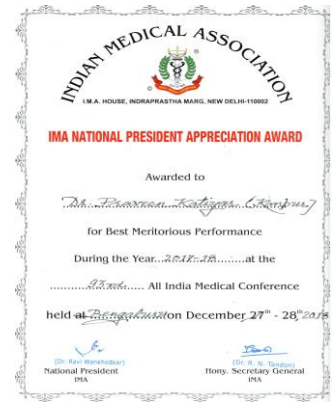 INDIAN MEDICAL ASSOCIATION
I.M.A. HOUSE, INDRAPRASTHA MARG, NEW DELHI-110002
IMA NATIONAL PRESIDENT APPRECIATION AWARD
Awarded to
Dr. Praveen Katiyar (Kanpur)
for Best Meritorious Performance
During the Year...2017-18.........at the
..........93rd..... All India Medical Conference
held at Bengaluru on December 27th - 28th, 2018
(Dr. Ravi Wankhedkar)
National President
IMA
(Dr. R. N. Tandon)
Hony. Secretary General
IMA